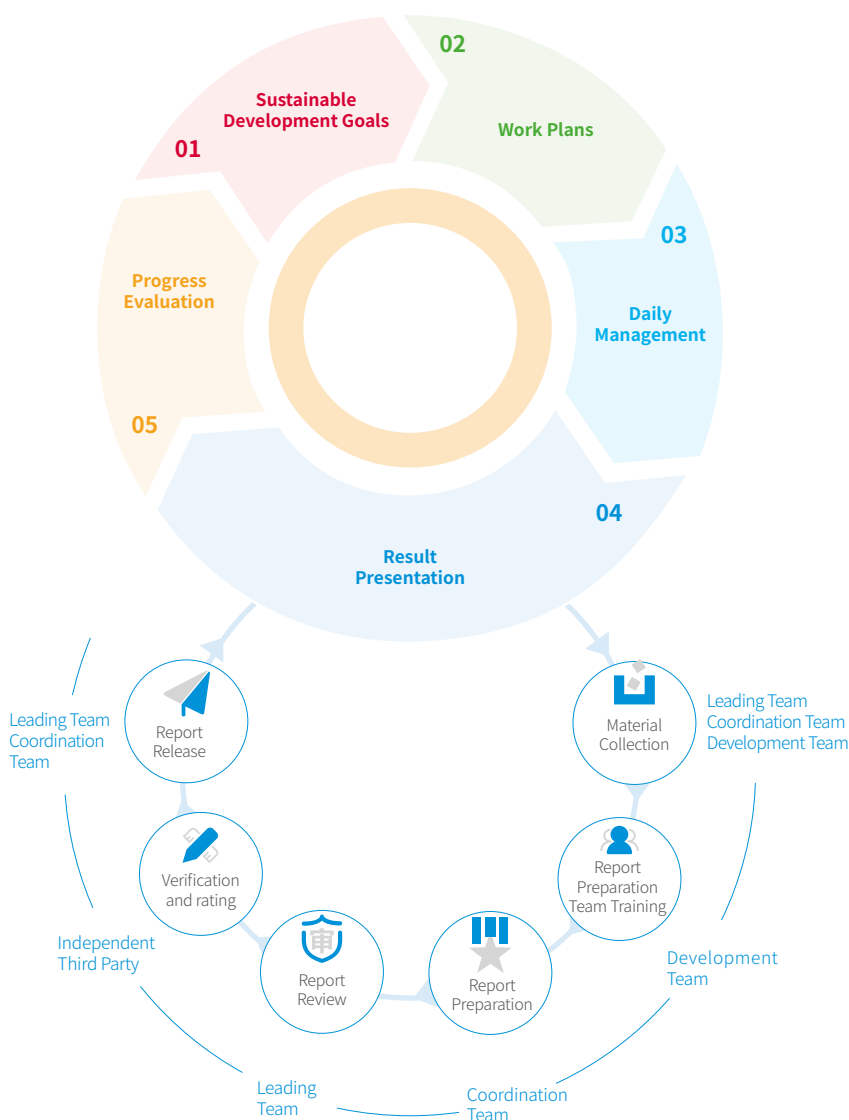 02
Sustainable
Development Goals
01
Work Plans
03
Progress
Evaluation
Daily
Management
05
04
Result
Presentation
Report
Release
Leading Team
Coordination
Team
Material
Collection
Leading Team
Coordination Team
Development Team
Verification
and rating
Report
Preparation
Team Training
Independent
Third Party
审
Report
Review
Report
Preparation
Development
Team
Leading
Team
Coordination
Team